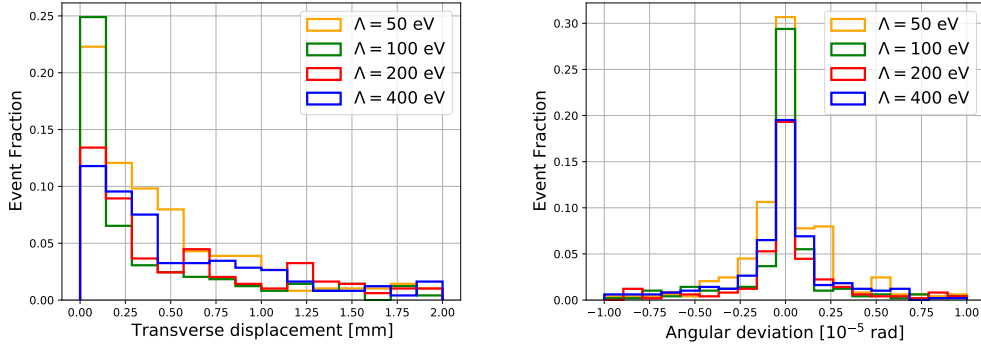 0.25
0.20
0.15
0.10
0.05
0.00
Event Fraction
Λ = 50 eV
Λ = 100 eV
Λ = 200 eV
Λ = 400 eV
0.00 0.25 0.50 0.75 1.00 1.25 1.50 1.75 2.00
Transverse displacement [mm]
0.30
0.25
0.20
0.15
0.10
0.05
0.00
Event Fraction
Λ = 50 eV
Λ = 100 eV
Λ = 200 eV
Λ = 400 eV
−1.00 −0.75 −0.50 −0.25 0.00 0.25 0.50 0.75 1.00
Angular deviation [10⁻⁵ rad]